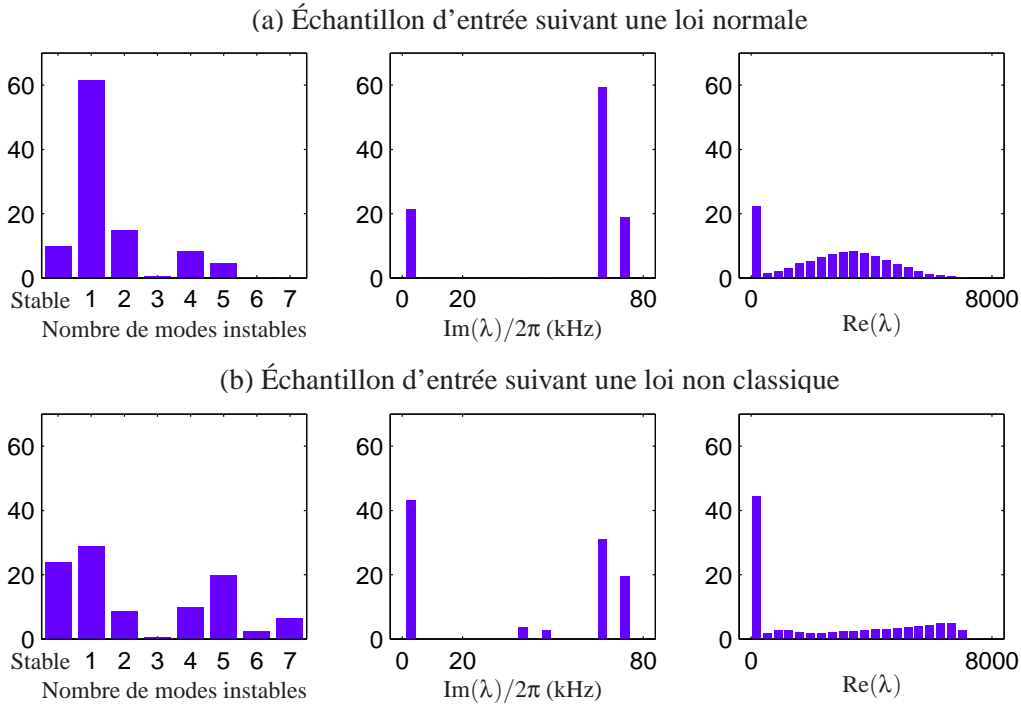 (a) Échantillon d'entrée suivant une loi normale
60
40
20
0
Stable 1 2 3 4 5 6 7
Nombre de modes instables
60
40
20
0
0 20 80
Im(λ)/2π (kHz)
60
40
20
0
0 8000
Re(λ)
(b) Échantillon d'entrée suivant une loi non classique
60
40
20
0
Stable 1 2 3 4 5 6 7
Nombre de modes instables
60
40
20
0
0 20 80
Im(λ)/2π (kHz)
60
40
20
0
0 8000
Re(λ)